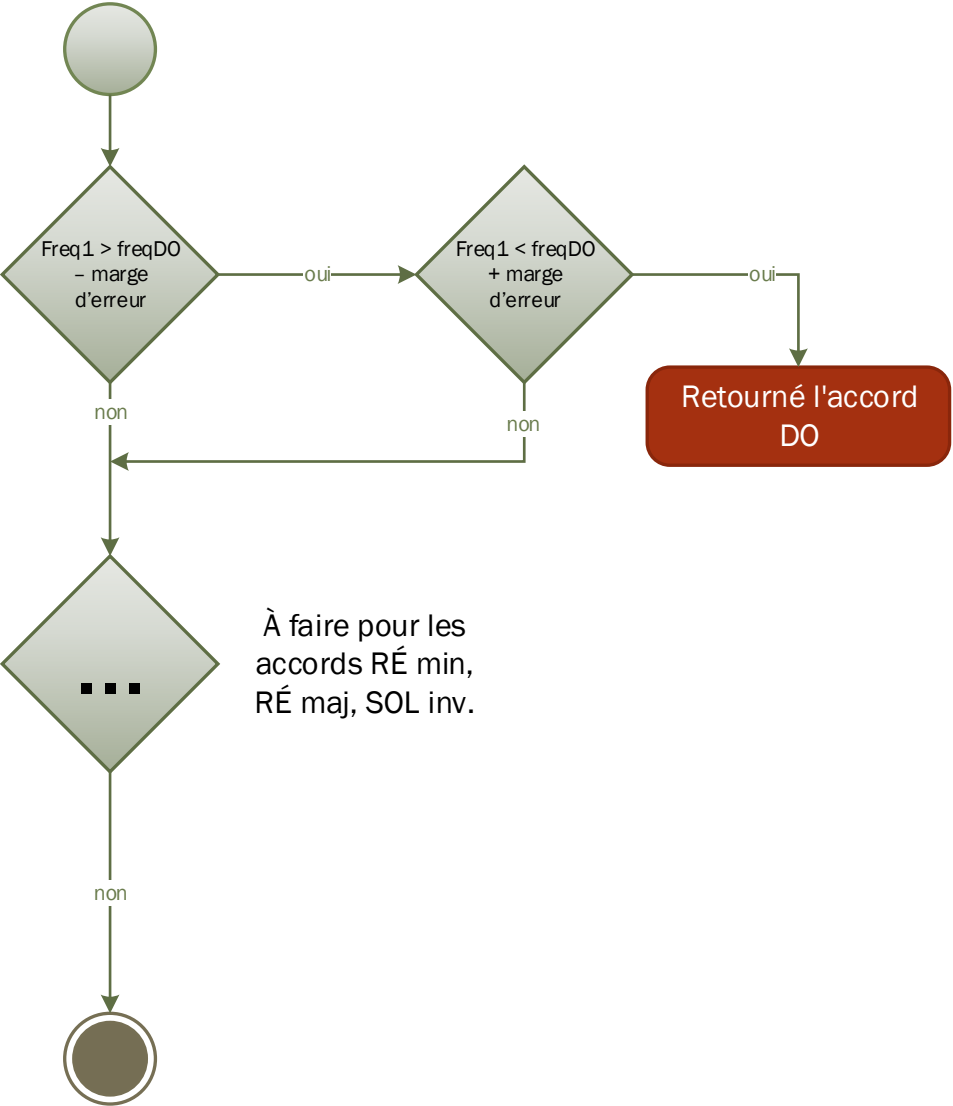 Freq1 > freqDO
– marge
d’erreur
oui
Freq1 < freqDO
+ marge
d’erreur
oui
Retourné l'accord
DO
non
non
...
À faire pour les
accords RÉ min,
RÉ maj, SOL inv.
non